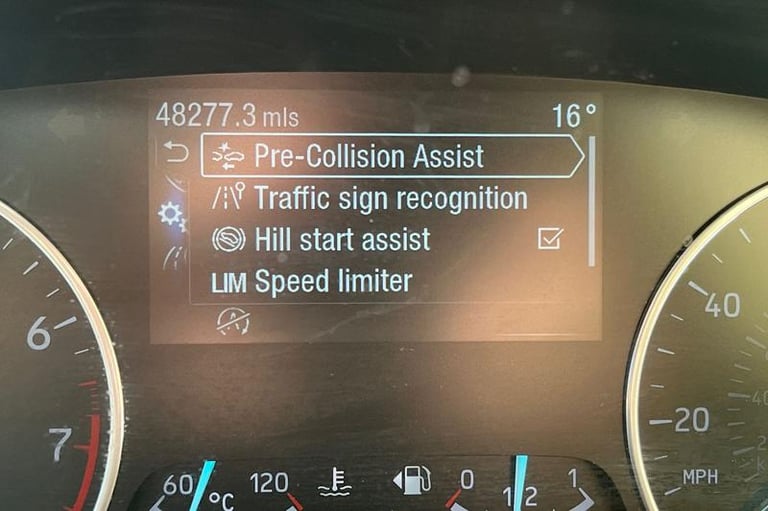 48277.3 mls 16°
Pre-Collision Assist
Traffic sign recognition
Hill start assist
LIM Speed limiter
6
7
40
20
MPH
60 °C 120
0 1/2 1